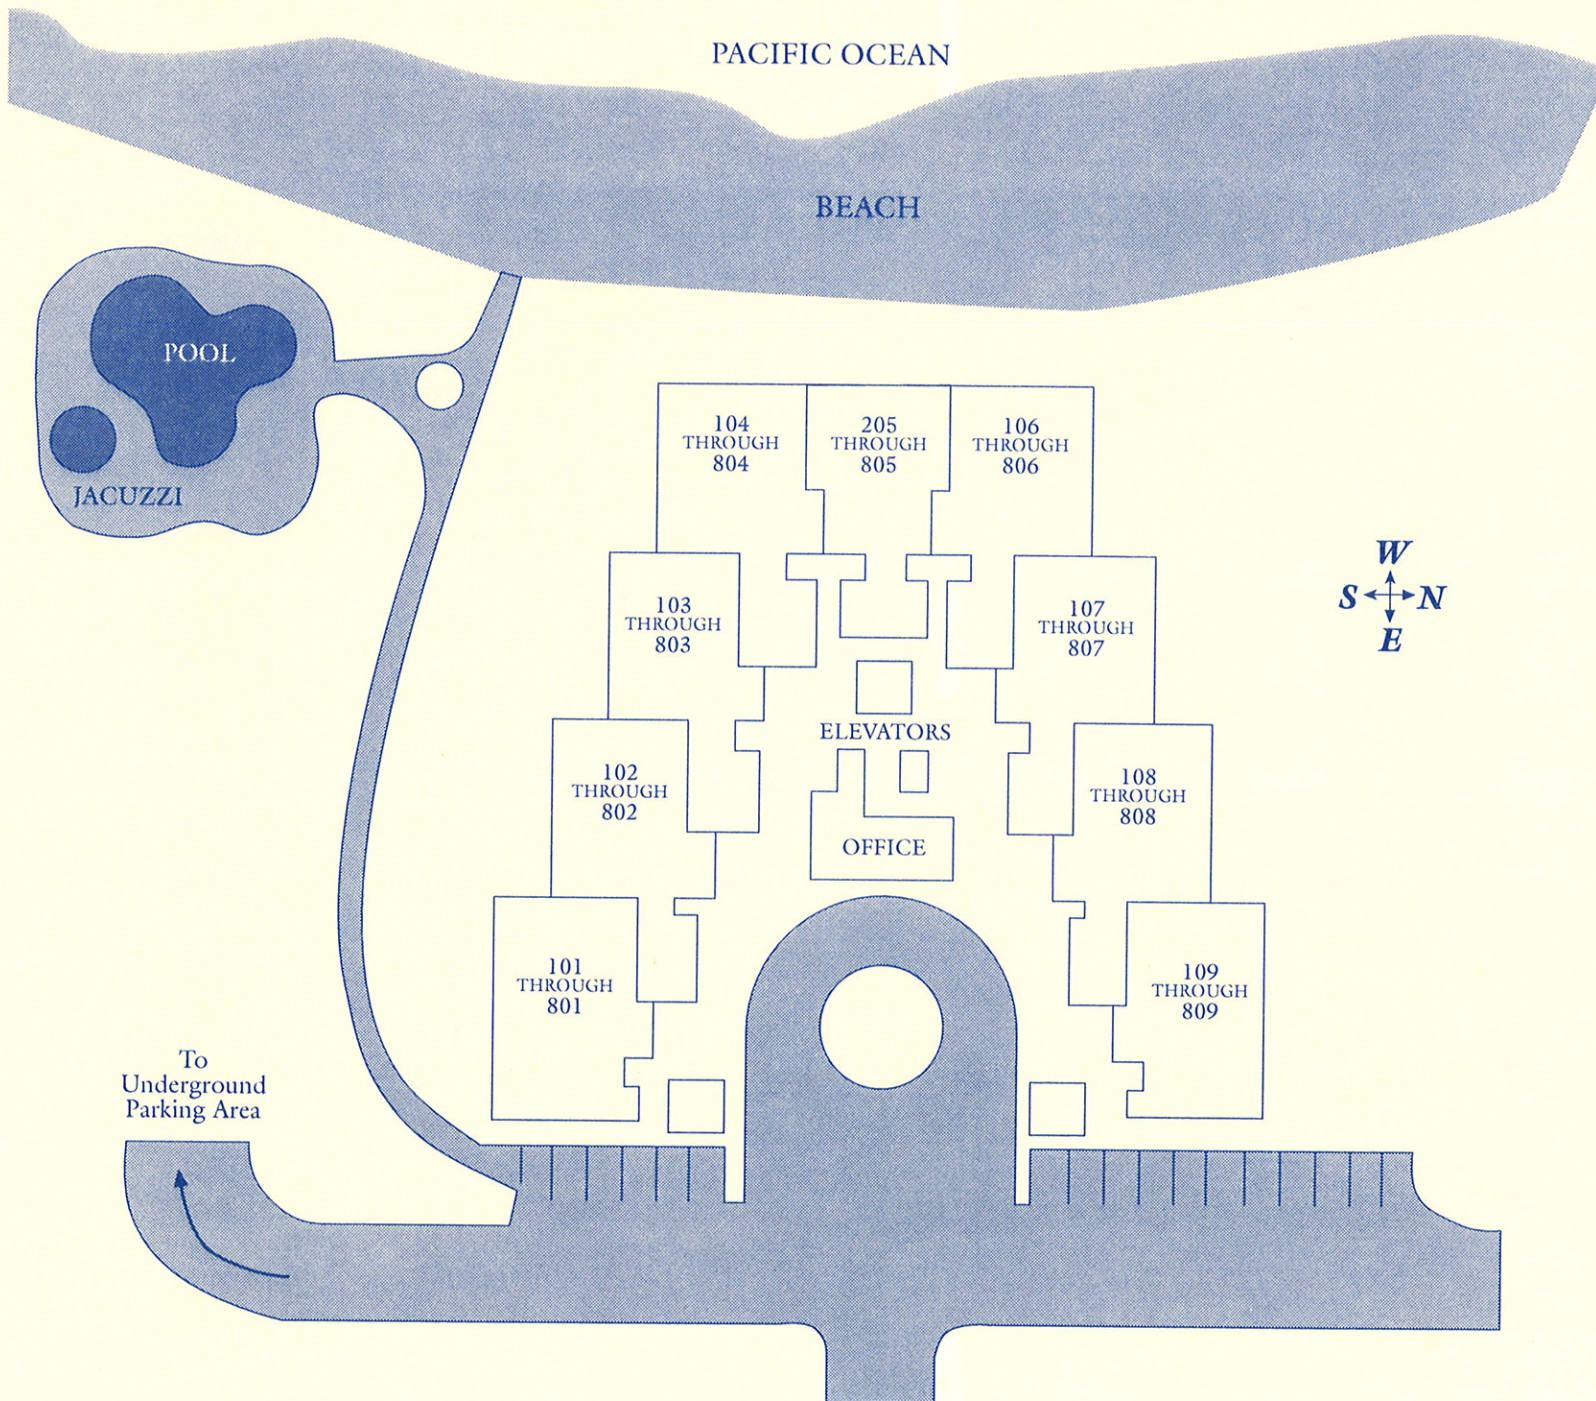 PACIFIC OCEAN
BEACH
POOL
JACUZZI
104
THROUGH
804
205
THROUGH
805
106
THROUGH
806
W
S N
E
103
THROUGH
803
107
THROUGH
807
ELEVATORS
102
THROUGH
802
108
THROUGH
808
OFFICE
101
THROUGH
801
109
THROUGH
809
To
Underground
Parking Area